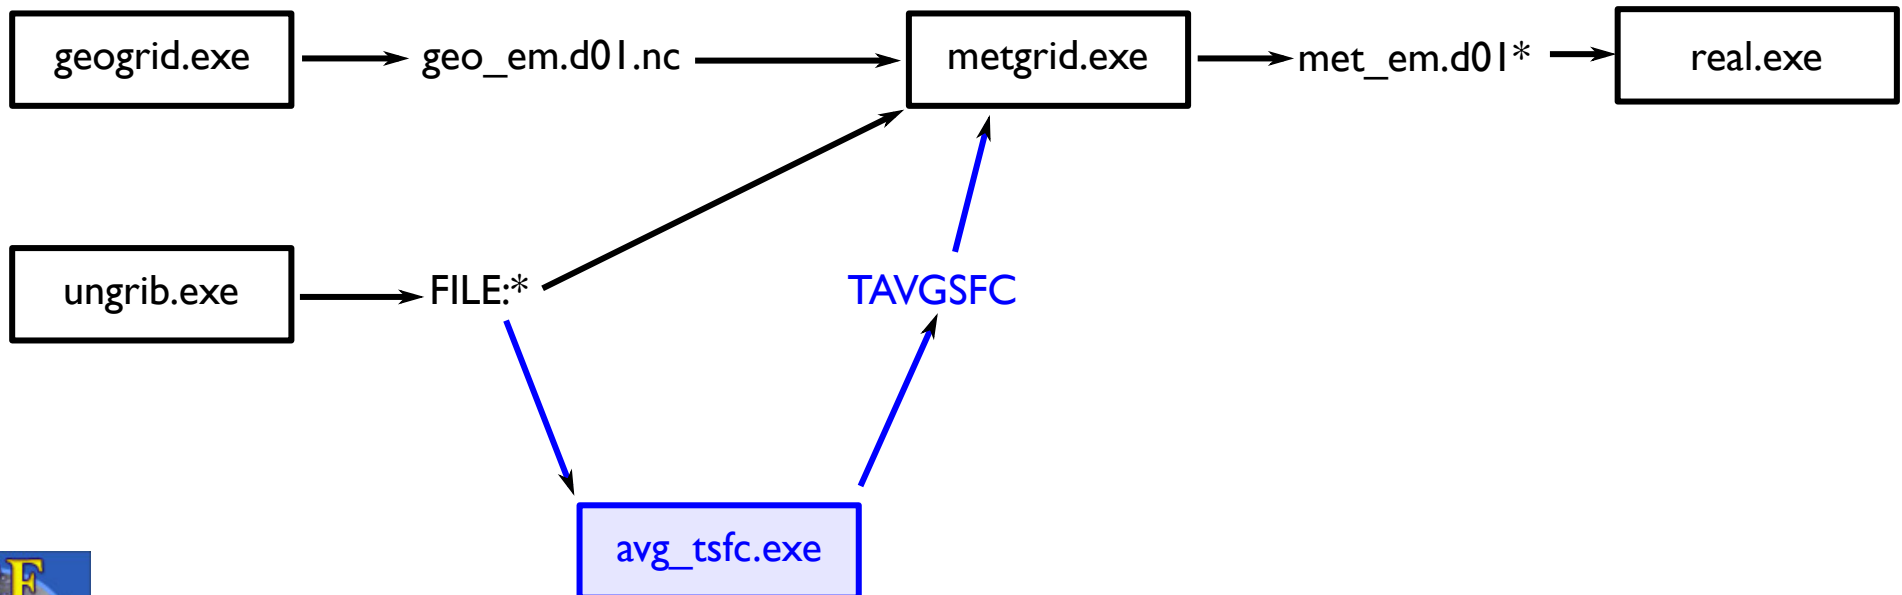 geogrid.exe
geo_em.d01.nc
metgrid.exe
met_em.d01*
real.exe
ungrib.exe
FILE:*
TAVGSFC
avg_tsfc.exe
F